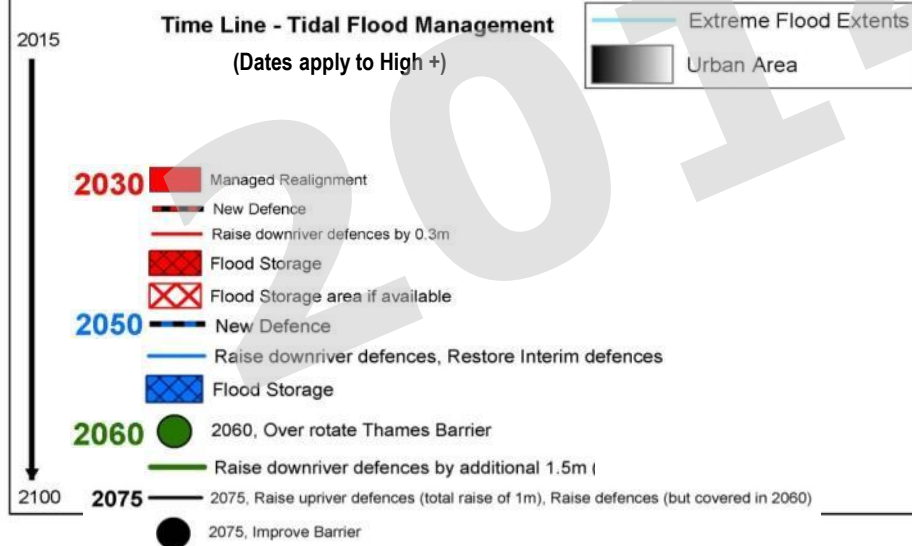 Time Line - Tidal Flood Management
(Dates apply to High +)
Extreme Flood Extents
Urban Area
2015
2030
Managed Realignment
New Defence
Raise downriver defences by 0.3m
Flood Storage
Flood Storage area if available
2050
New Defence
Raise downriver defences, Restore Interim defences
Flood Storage
2060
2060, Over rotate Thames Barrier
Raise downriver defences by additional 1.5m (
2100
2075
2075, Raise upriver defences (total raise of 1m), Raise defences (but covered in 2060)
2075, Improve Barrier